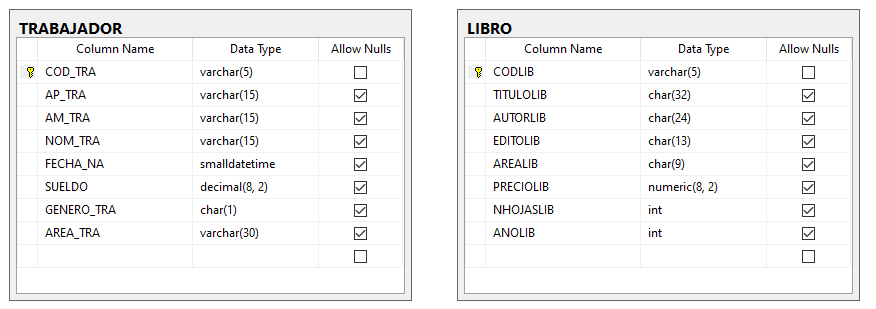 TRABAJADOR
Column Name Data Type Allow Nulls
COD_TRA varchar(5)
AP_TRA varchar(15)
AM_TRA varchar(15)
NOM_TRA varchar(15)
FECHA_NA smalldatetime
SUELDO decimal(8, 2)
GENERO_TRA char(1)
AREA_TRA varchar(30)
LIBRO
Column Name Data Type Allow Nulls
CODLIB varchar(5)
TITULOLIB char(32)
AUTORLIB char(24)
EDITOLIB char(13)
AREALIB char(9)
PRECIOLIB numeric(8, 2)
NHOJASLIB int
ANOLIB int